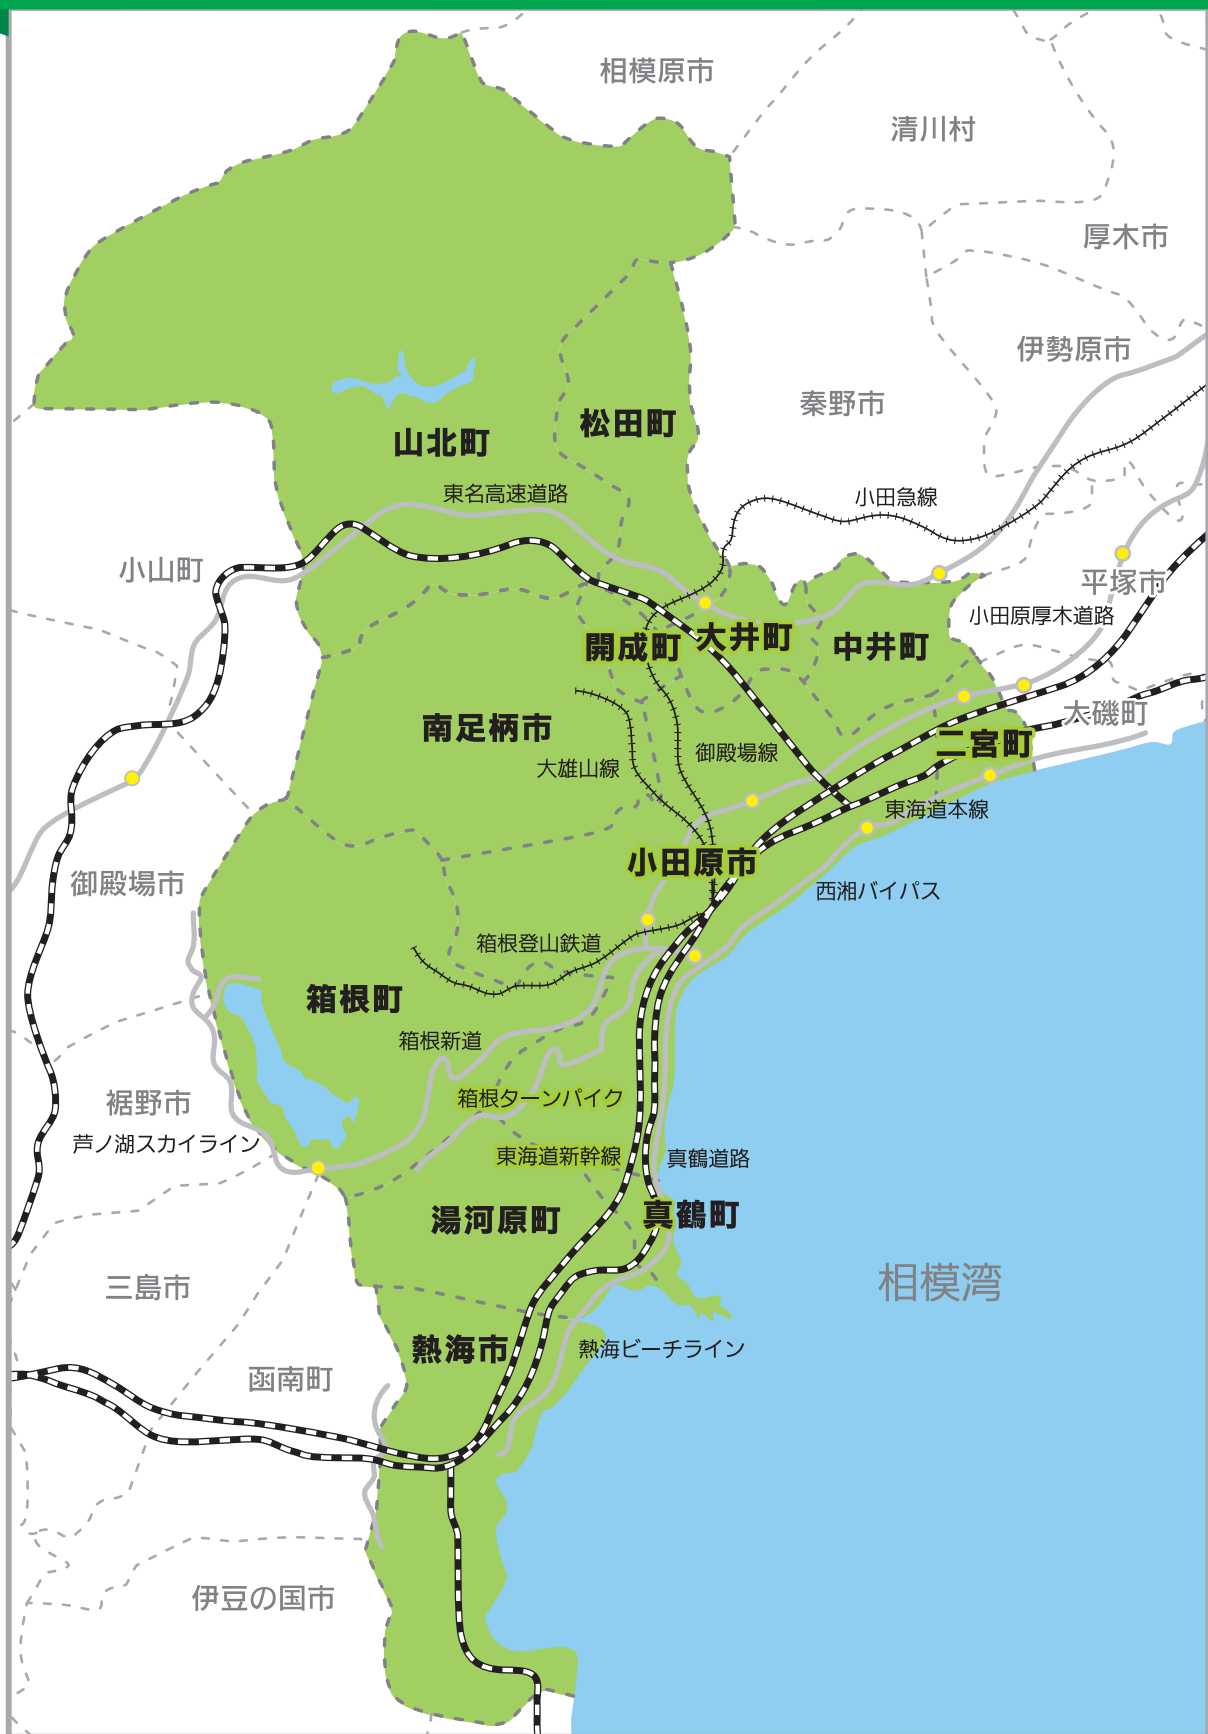 相模原市
清川村
厚木市
伊勢原市
秦野市
松田町
山北町
東名高速道路
小田急線
小山町
平塚市
小田原厚木道路
開成町
大井町
中井町
大磯町
南足柄市
二宮町
御殿場線
大雄山線
東海道本線
小田原市
御殿場市
西湘バイパス
箱根登山鉄道
箱根町
箱根新道
箱根ターンパイク
裾野市
芦ノ湖スカイライン
東海道新幹線
真鶴道路
湯河原町
真鶴町
三島市
相模湾
熱海市
熱海ビーチライン
函南町
伊豆の国市